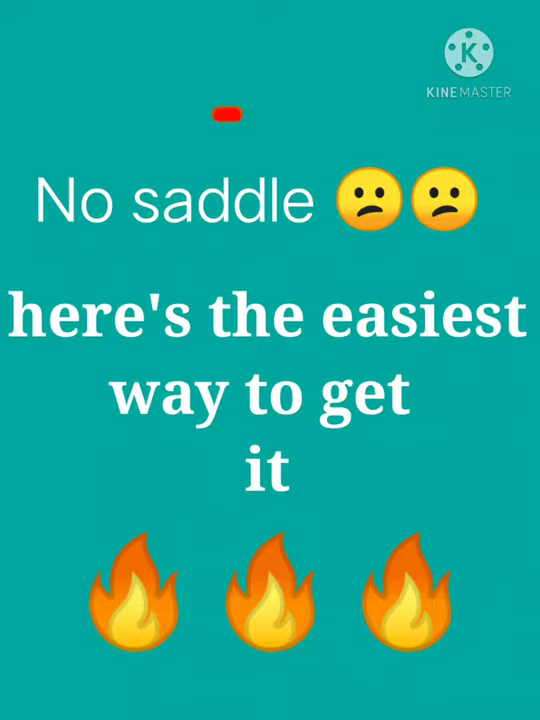 K
KINEMASTER
No saddle 😕😕
here's the easiest
way to get
it
🔥 🔥 🔥